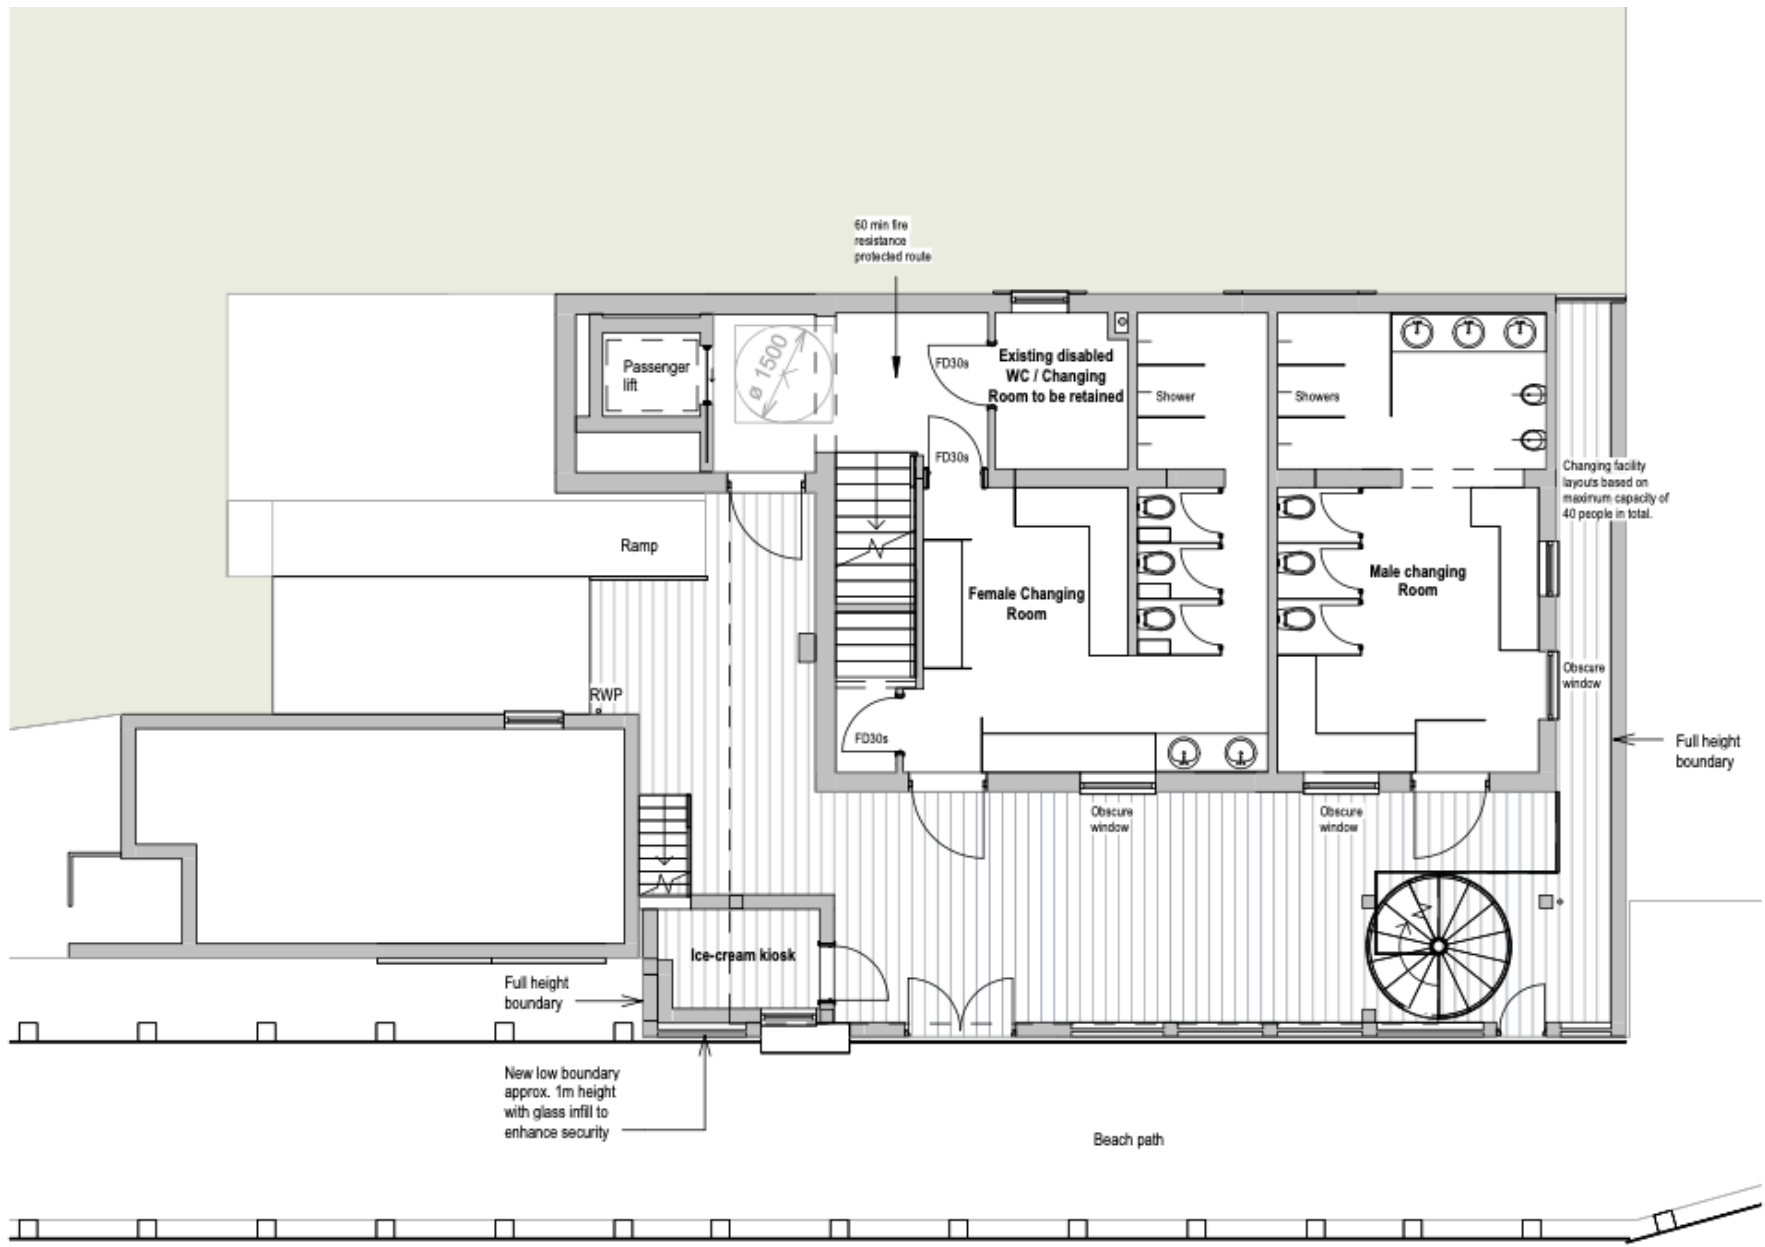 60 min fire
resistance
protected route
Passenger
lift
ø 1500
FD30s
Existing disabled
WC / Changing
Room to be retained
Shower
Showers
FD30s
Changing facility
layouts based on
maximum capacity of
40 people in total.
Ramp
Female Changing
Room
Male changing
Room
Obscure
window
RWP
FD30s
Full height
boundary
Obscure
window
Obscure
window
Ice-cream kiosk
Full height
boundary
New low boundary
approx. 1m height
with glass infill to
enhance security
Beach path